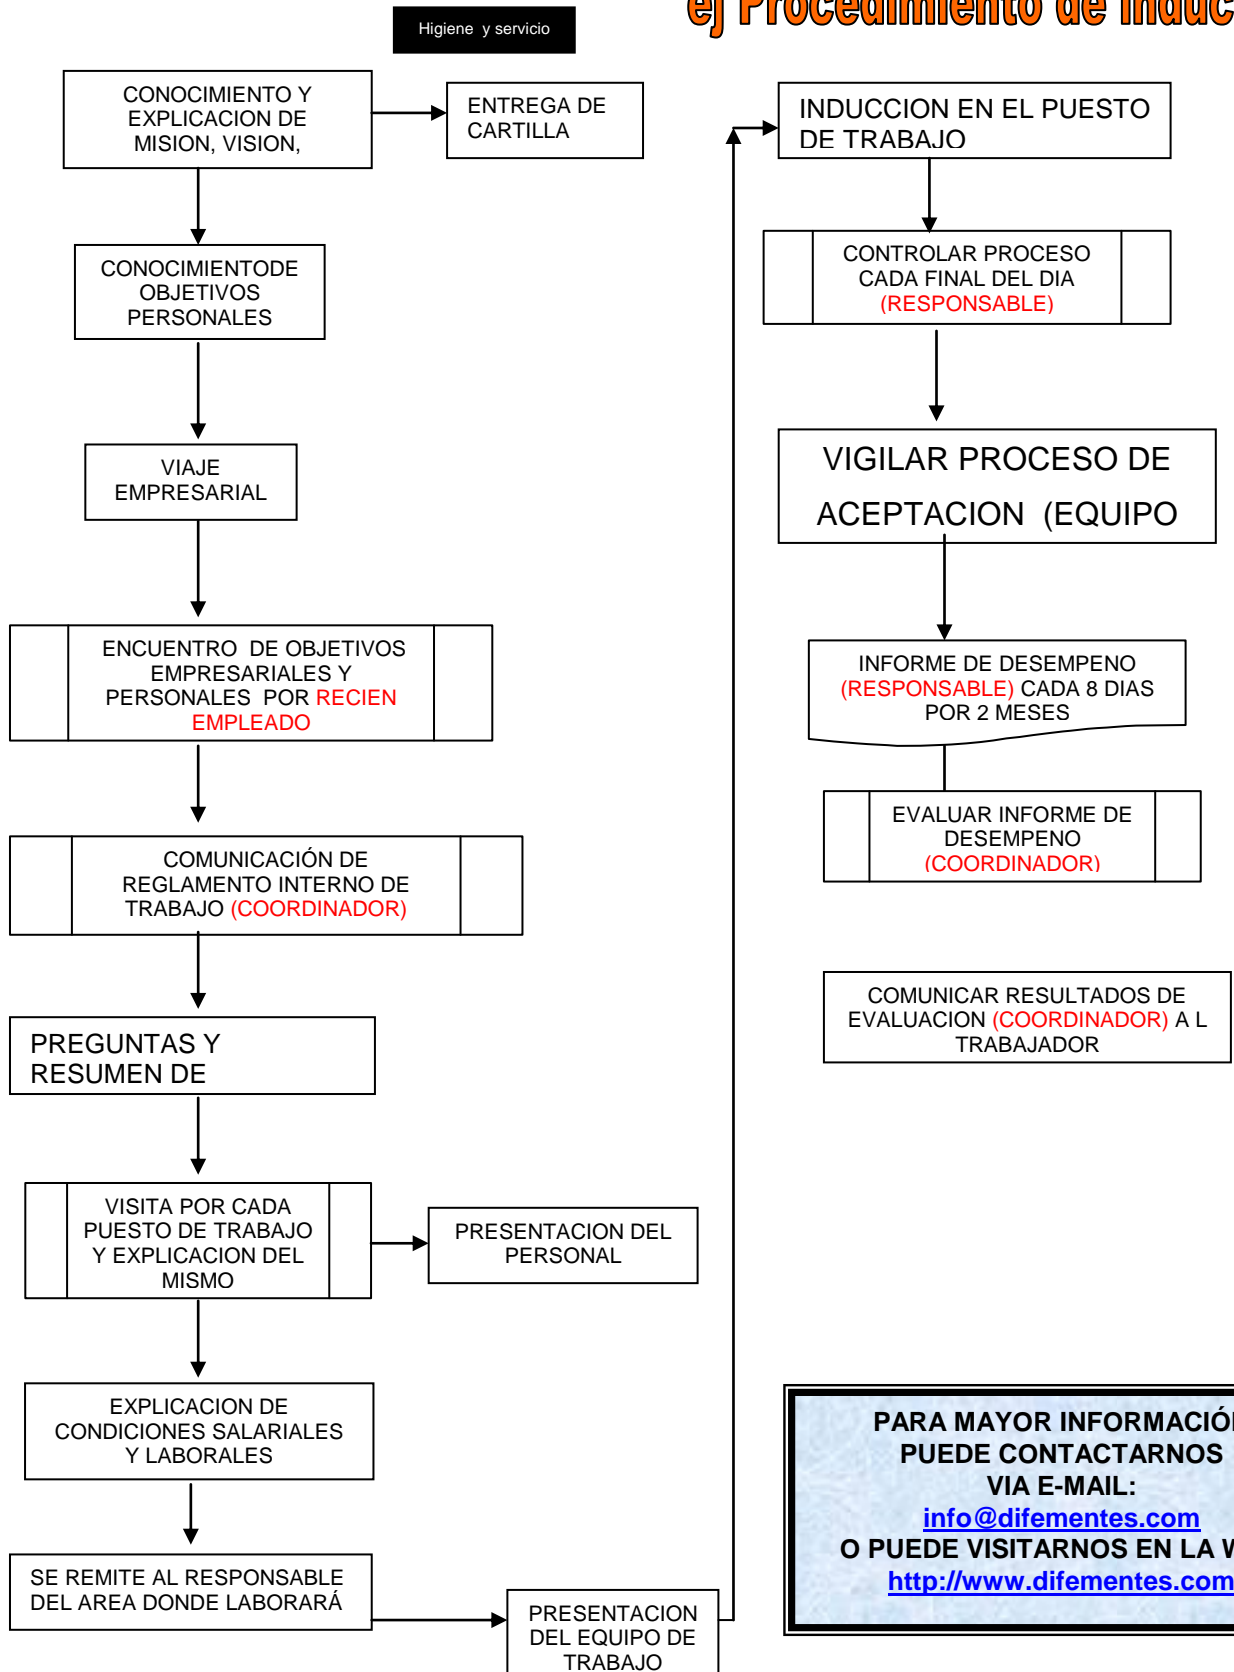 ej Procedimiento de
Higiene y servicio
CONOCIMIENTO Y
EXPLICACION DE
MISION, VISION,
ENTREGA DE
CARTILLA
CONOCIMIENTODE
OBJETIVOS
PERSONALES
VIAJE
EMPRESARIAL
ENCUENTRO DE OBJETIVOS
EMPRESARIALES Y
PERSONALES POR RECIEN
EMPLEADO
COMUNICACIÓN DE
REGLAMENTO INTERNO DE
TRABAJO (COORDINADOR)
PREGUNTAS Y
RESUMEN DE
VISITA POR CADA
PUESTO DE TRABAJO
Y EXPLICACION DEL
MISMO
PRESENTACION DEL
PERSONAL
EXPLICACION DE
CONDICIONES SALARIALES
Y LABORALES
SE REMITE AL RESPONSABLE
DEL AREA DONDE LABORARÁ
PRESENTACION
DEL EQUIPO DE
TRABAJO
INDUCCION EN EL PUESTO
DE TRABAJO
CONTROLAR PROCESO
CADA FINAL DEL DIA
(RESPONSABLE)
VIGILAR PROCESO DE
ACEPTACION (EQUIPO
INFORME DE DESEMPENO
(RESPONSABLE) CADA 8 DIAS
POR 2 MESES
EVALUAR INFORME DE
DESEMPENO
(COORDINADOR)
COMUNICAR RESULTADOS DE
EVALUACION (COORDINADOR) A L
TRABAJADOR
PARA MAYOR INFORMACIÓ
PUEDE CONTACTARNOS
VIA E-MAIL:
info@difementes.com
O PUEDE VISITARNOS EN LA
http://www.difementes.com